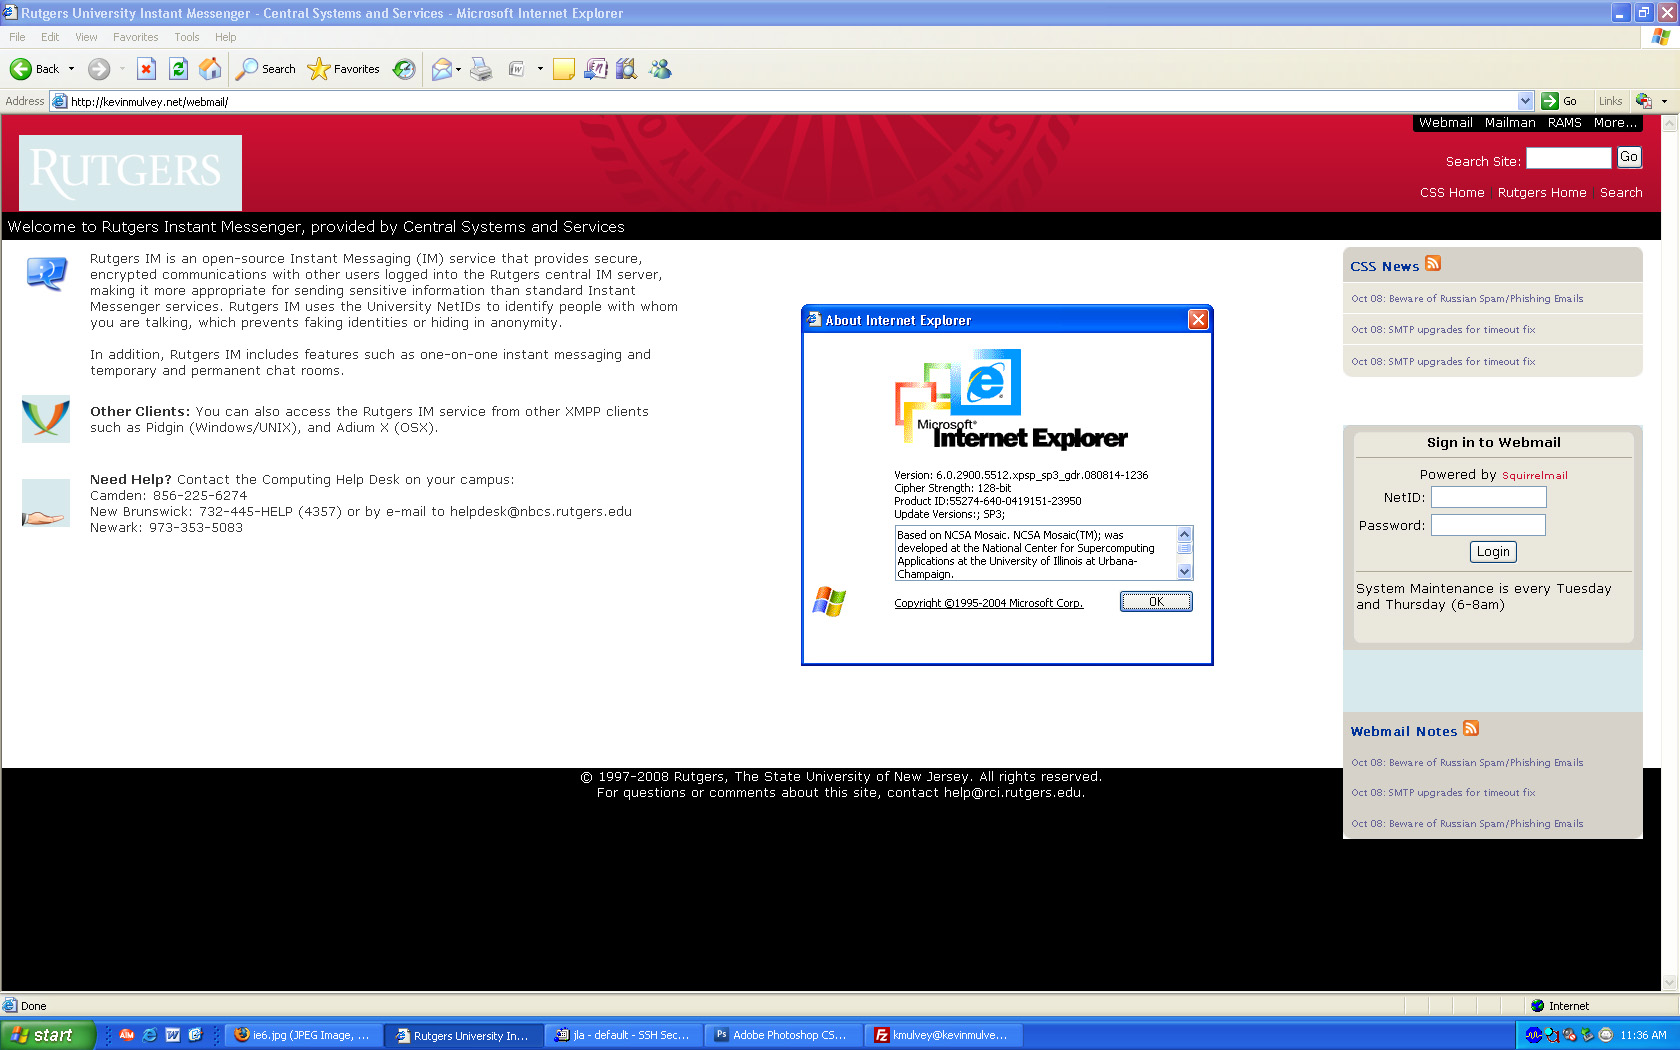 Rutgers University Instant Messenger - Central Systems and Services - Microsoft Internet Explorer
File Edit View Favorites Tools Help
Back Search Favorites
Address http://kevinmulvey.net/webmail/ Go Links
Webmail Mailman RAMS More...
RUTGERS
Search Site: Go
CSS Home Rutgers Home Search
Welcome to Rutgers Instant Messenger, provided by Central Systems and Services
Rutgers IM is an open-source Instant Messaging (IM) service that provides secure,
encrypted communications with other users logged into the Rutgers central IM server,
making it more appropriate for sending sensitive information than standard Instant
Messenger services. Rutgers IM uses the University NetIDs to identify people with whom
you are talking, which prevents faking identities or hiding in anonymity.
In addition, Rutgers IM includes features such as one-on-one instant messaging and
temporary and permanent chat rooms.
Other Clients: You can also access the Rutgers IM service from other XMPP clients
such as Pidgin (Windows/UNIX), and Adium X (OSX).
Need Help? Contact the Computing Help Desk on your campus:
Camden: 856-225-6274
New Brunswick: 732-445-HELP (4357) or by e-mail to helpdesk@nbcs.rutgers.edu
Newark: 973-353-5083
About Internet Explorer
Microsoft®
Internet Explorer
Version: 6.0.2900.5512.xpsp_sp3_gdr.080814-1236
Cipher Strength: 128-bit
Product ID:55274-640-0419151-23950
Update Versions:; SP3;
Based on NCSA Mosaic. NCSA Mosaic(TM); was
developed at the National Center for Supercomputing
Applications at the University of Illinois at Urbana-
Champaign.
Copyright ©1995-2004 Microsoft Corp.
OK
CSS News
Oct 08: Beware of Russian Spam/Phishing Emails
Oct 08: SMTP upgrades for timeout fix
Oct 08: SMTP upgrades for timeout fix
Sign in to Webmail
Powered by Squirrelmail
NetID:
Password:
Login
System Maintenance is every Tuesday
and Thursday (6-8am)
Webmail Notes
Oct 08: Beware of Russian Spam/Phishing Emails
Oct 08: SMTP upgrades for timeout fix
Oct 08: Beware of Russian Spam/Phishing Emails
© 1997-2008 Rutgers, The State University of New Jersey. All rights reserved.
For questions or comments about this site, contact help@rci.rutgers.edu.
Done Internet
start ie6.jpg (JPEG Image, ... Rutgers University In... jla - default - SSH Sec... Adobe Photoshop CS... kmulvey@kevinmulve... 11:36 AM